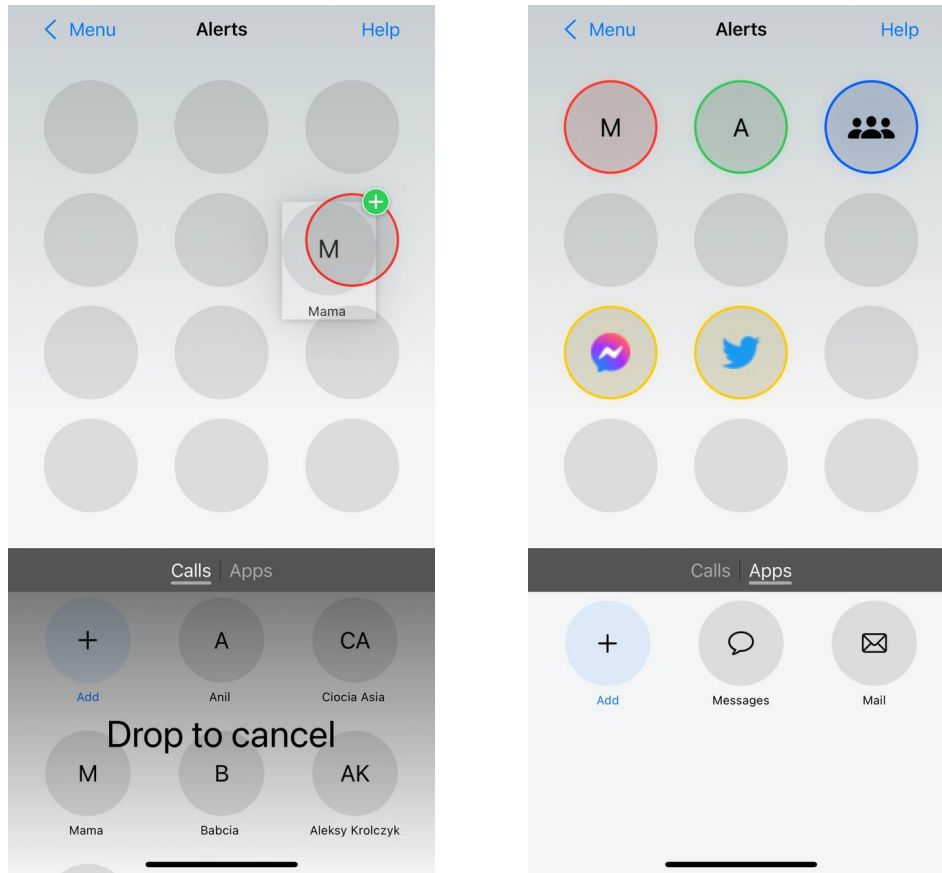 Menu Alerts Help
M
Mama
Calls Apps
+ A CA
Add Anil Ciocia Asia
Drop to cancel
M B AK
Mama Babcia Aleksy Krolczyk
Menu Alerts Help
M A
Calls Apps
+
Add Messages Mail